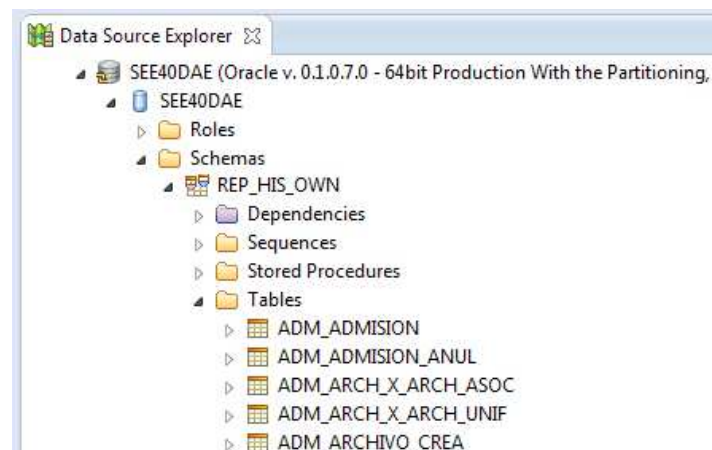 Data Source Explorer
SEE40DAE (Oracle v. 0.1.0.7.0 - 64bit Production With the Partitioning,
SEE40DAE
Roles
Schemas
REP_HIS_OWN
Dependencies
Sequences
Stored Procedures
Tables
ADM_ADMISION
ADM_ADMISION_ANUL
ADM_ARCH_X_ARCH_ASOC
ADM_ARCH_X_ARCH_UNIF
ADM_ARCHIVO_CREA